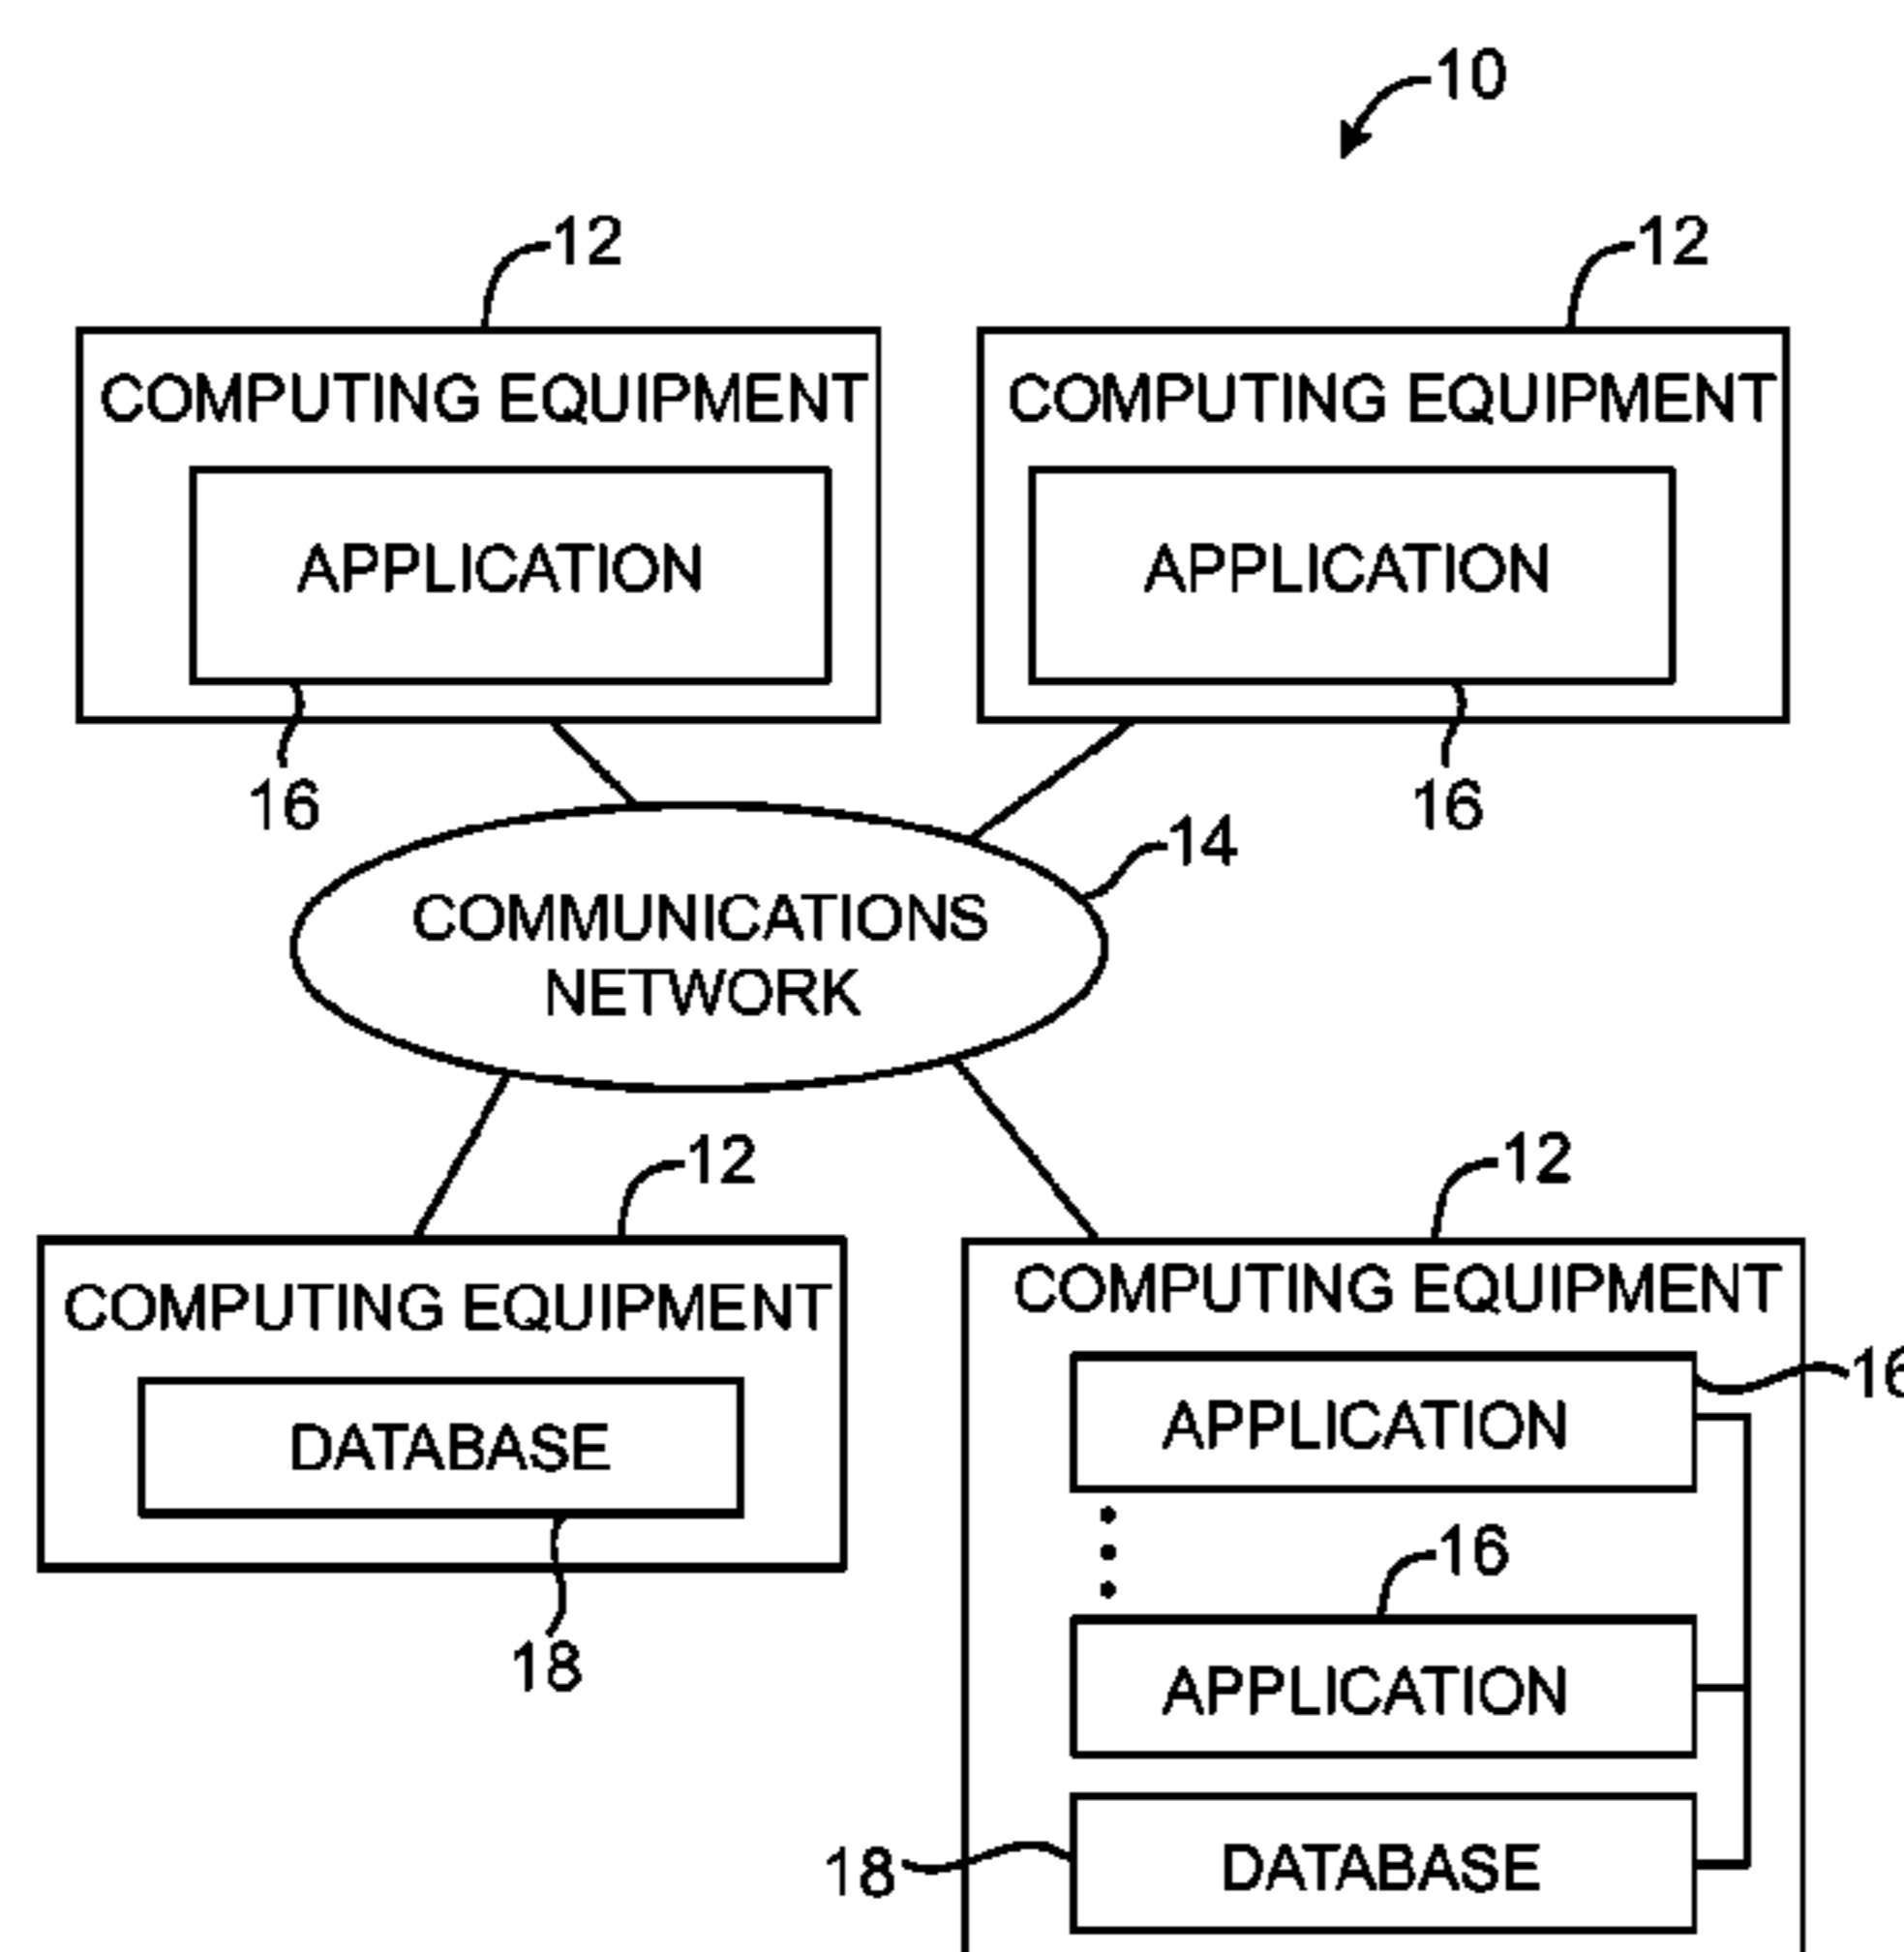 10
12
12
COMPUTING EQUIPMENT
COMPUTING EQUIPMENT
APPLICATION
APPLICATION
16
16
14
COMMUNICATIONS
NETWORK
12
12
COMPUTING EQUIPMENT
COMPUTING EQUIPMENT
16
APPLICATION
DATABASE
16
18
APPLICATION
18
DATABASE